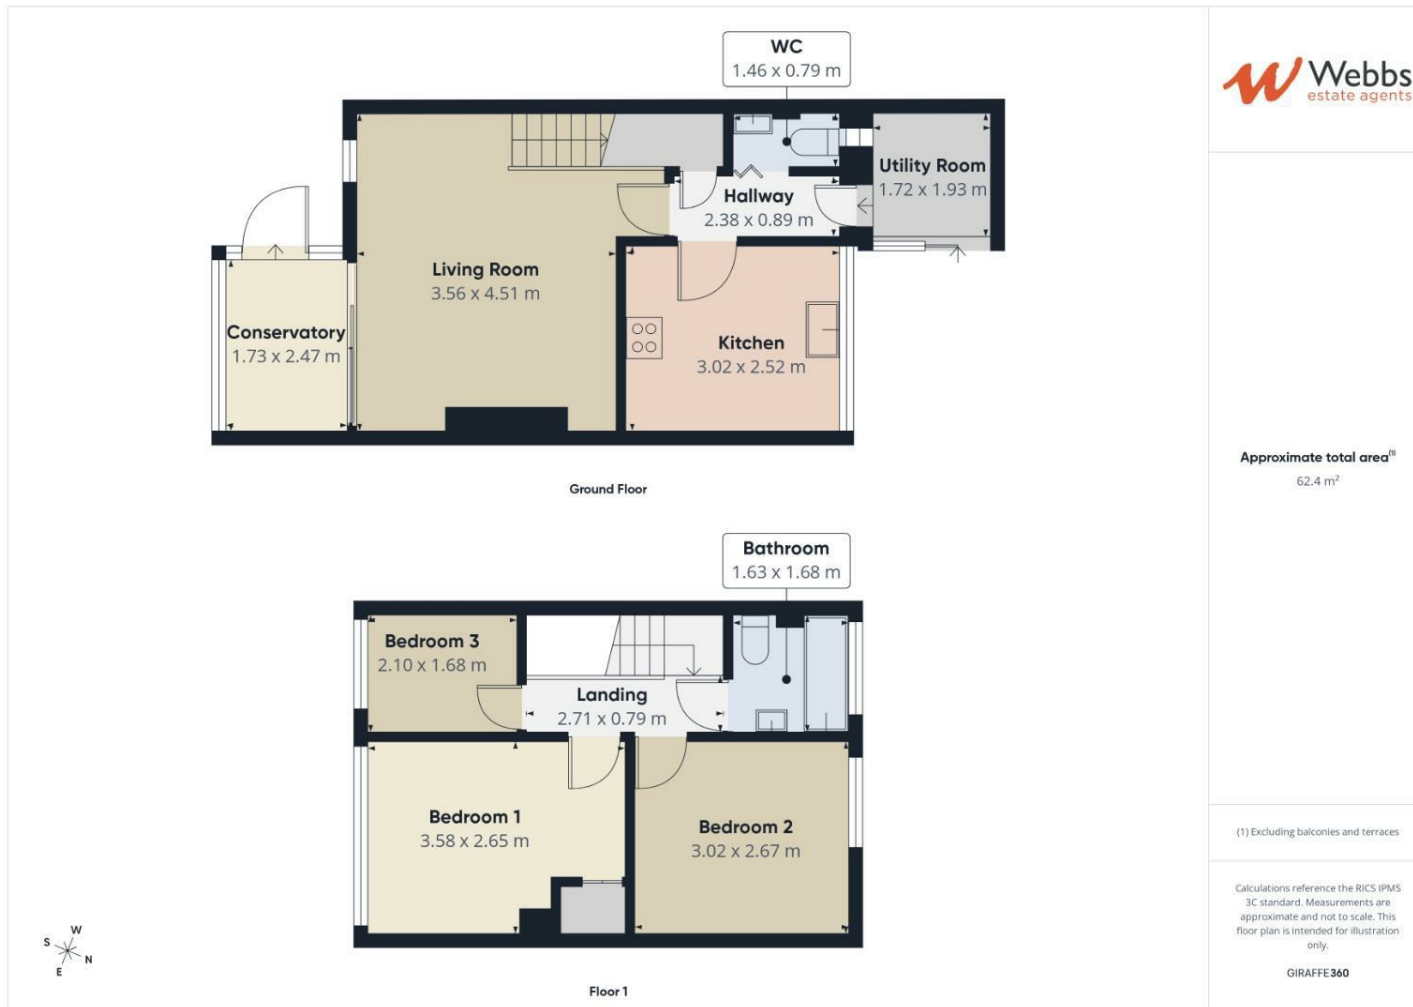 WC
1.46 x 0.79 m
Utility Room
1.72 x 1.93 m
Hallway
2.38 x 0.89 m
Living Room
3.56 x 4.51 m
Conservatory
1.73 x 2.47 m
Kitchen
3.02 x 2.52 m
Ground Floor
Bathroom
1.63 x 1.68 m
Bedroom 3
2.10 x 1.68 m
Landing
2.71 x 0.79 m
Bedroom 1
3.58 x 2.65 m
Bedroom 2
3.02 x 2.67 m
Floor 1
W
S
N
E
Webbs
estate agents
Approximate total area(1)
62.4 m²
(1) Excluding balconies and terraces
Calculations reference the RICS IPMS
3C standard. Measurements are
approximate and not to scale. This
floor plan is intended for illustration
only.
GIRAFFE360